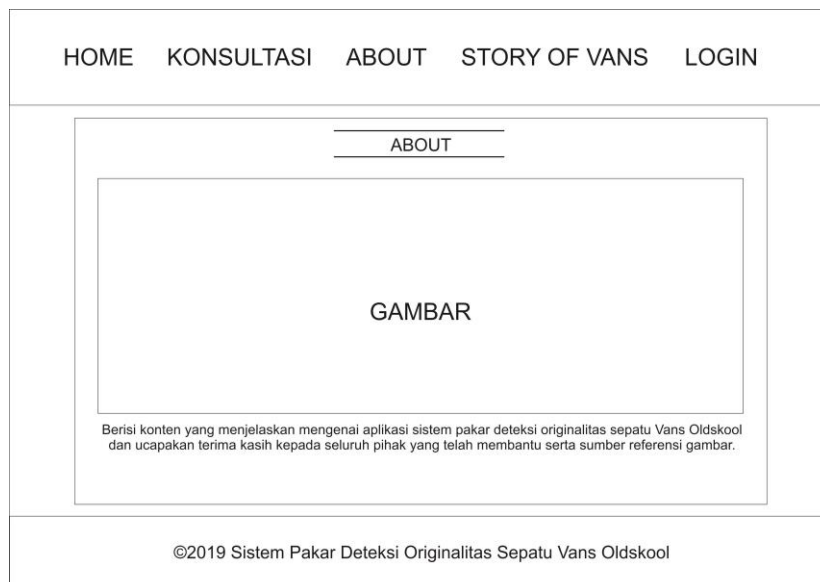 HOME KONSULTASI ABOUT STORY OF VANS LOGIN
ABOUT
GAMBAR
Berisi konten yang menjelaskan mengenai aplikasi sistem pakar deteksi originalitas sepatu Vans Oldskool
dan ucapakan terima kasih kepada seluruh pihak yang telah membantu serta sumber referensi gambar.
©2019 Sistem Pakar Deteksi Originalitas Sepatu Vans Oldskool